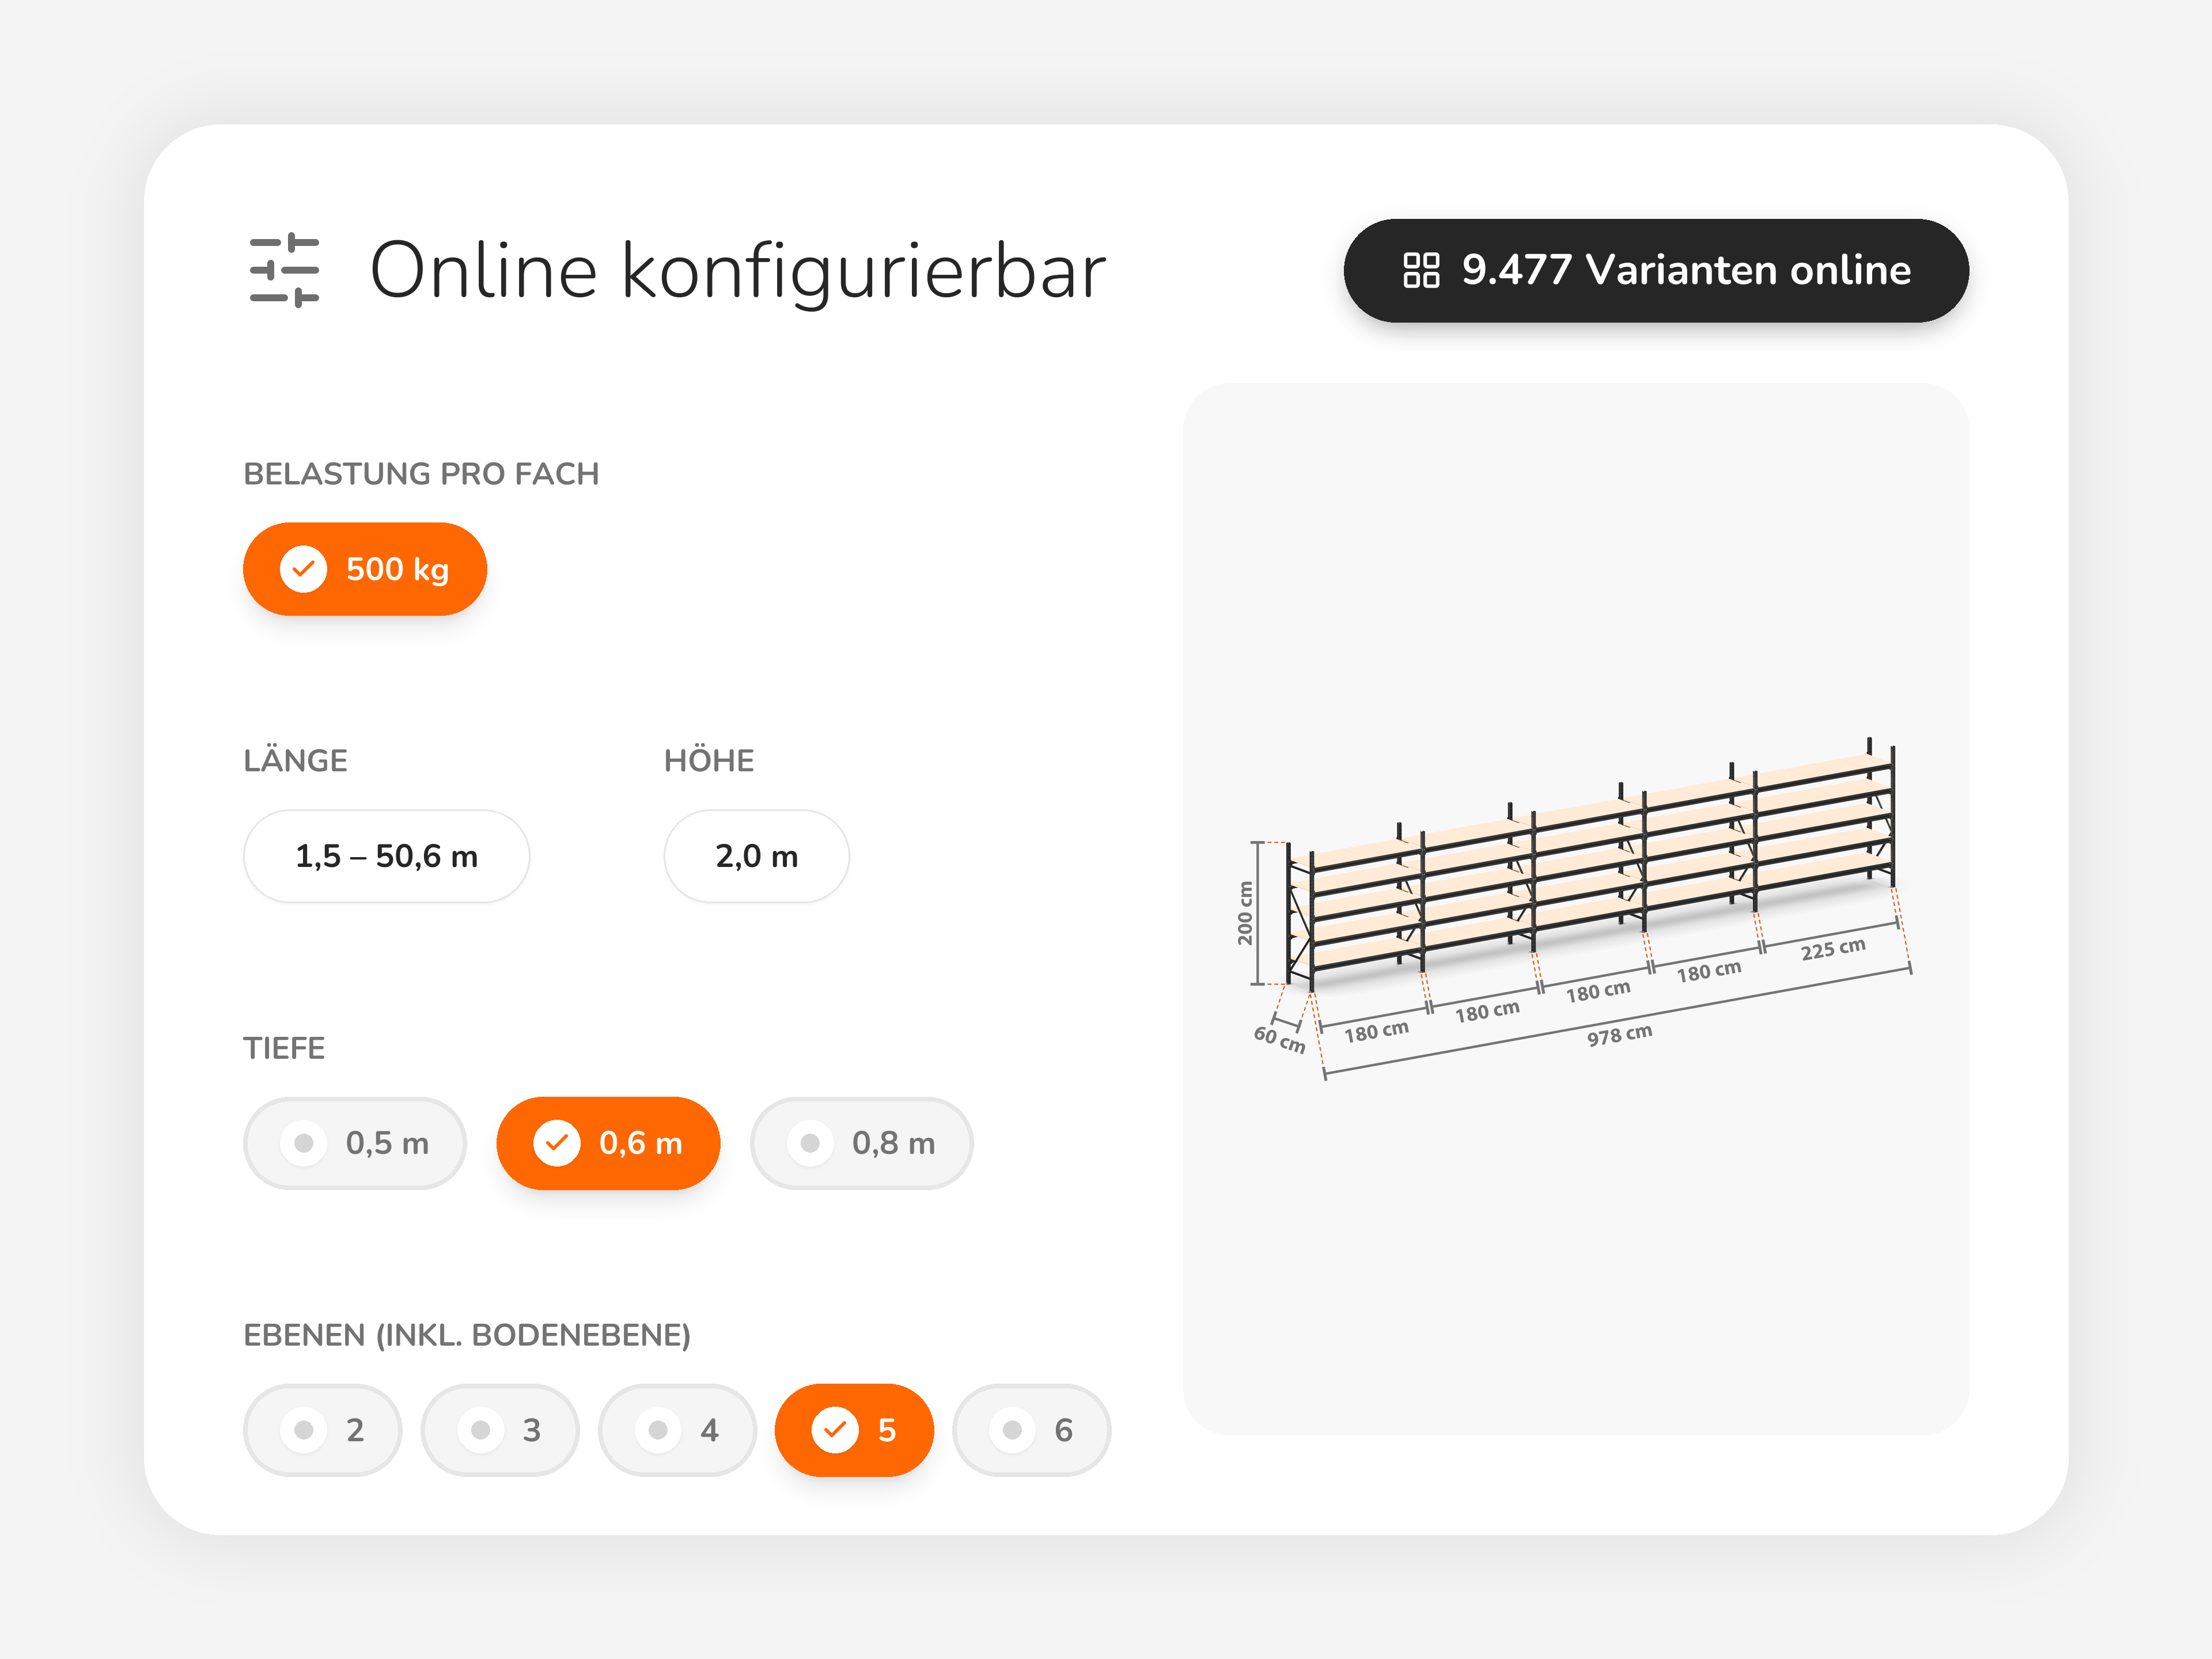 Online konfigurierbar
9.477 Varianten online
BELASTUNG PRO FACH
500 kg
LÄNGE
HÖHE
1,5 – 50,6 m
2,0 m
TIEFE
0,5 m
0,6 m
0,8 m
EBENEN (INKL. BODENEBENE)
2
3
4
5
6
200 cm
60 cm
180 cm
180 cm
180 cm
180 cm
225 cm
978 cm